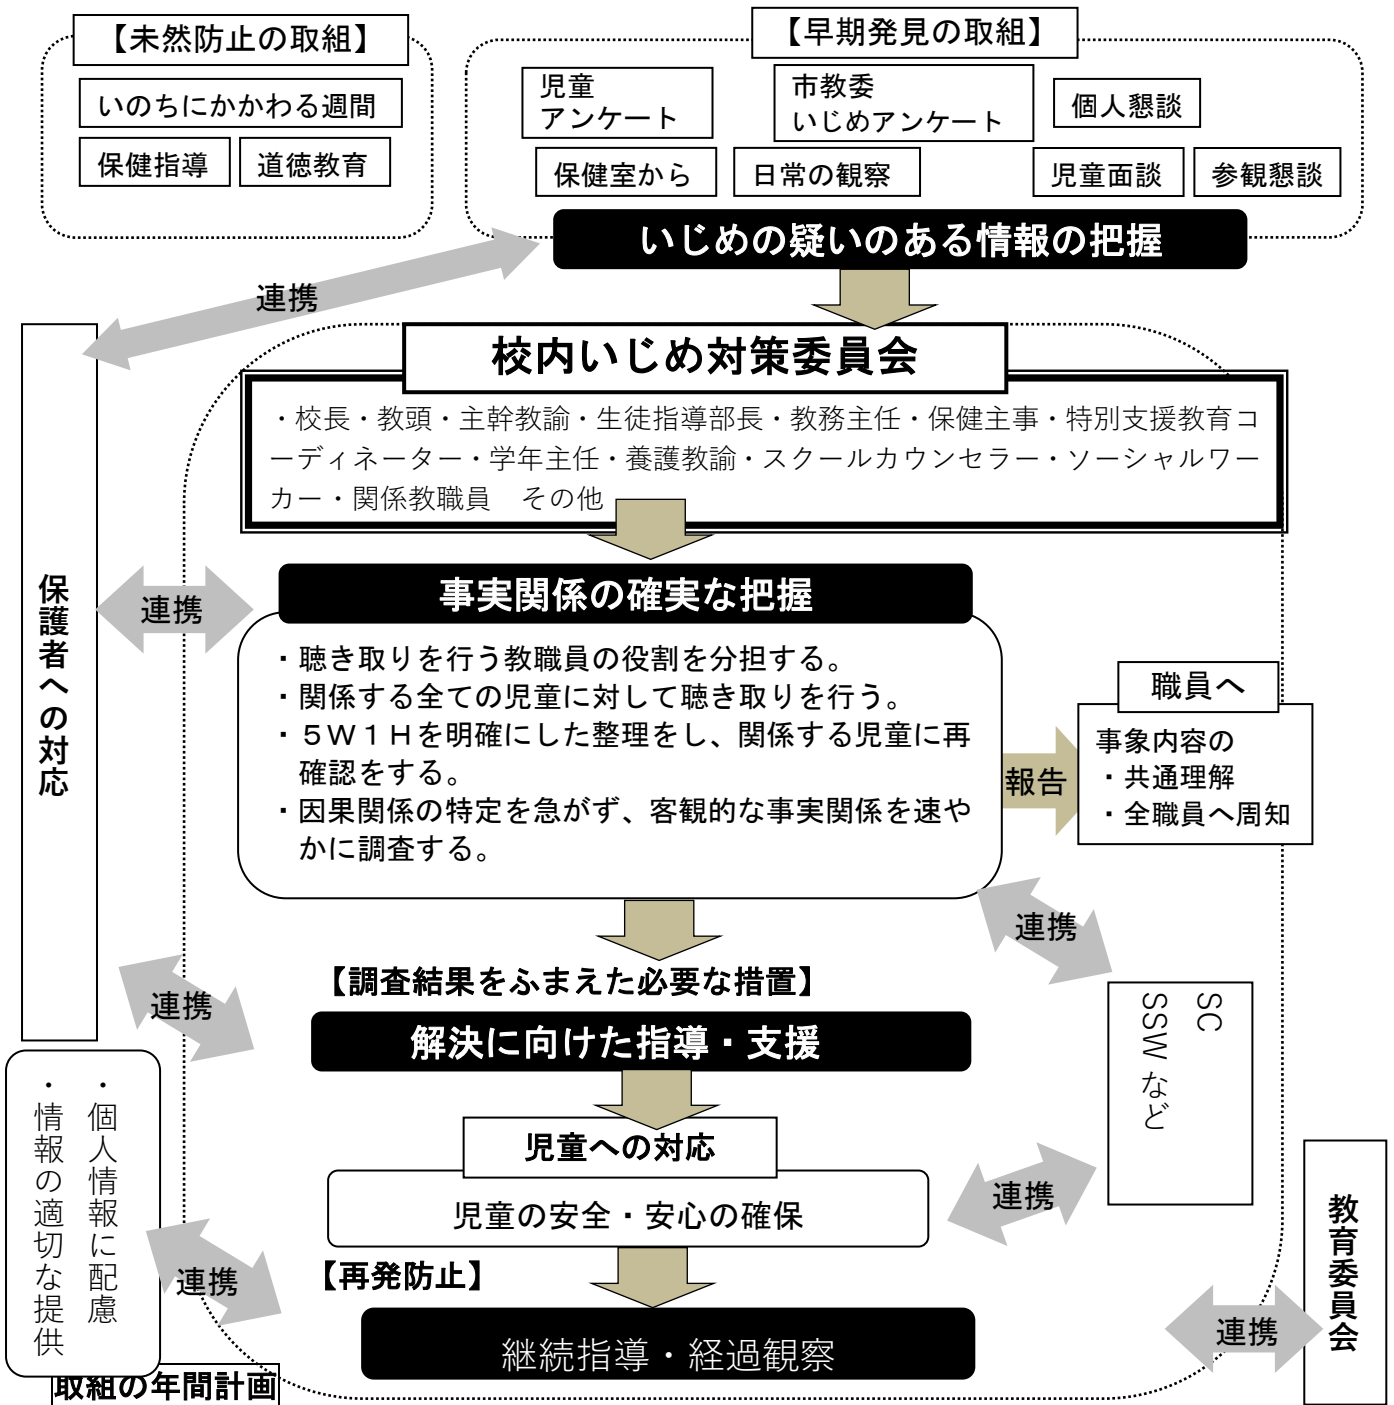 【未然防止の取組】
いのちにかかわる週間
保健指導
道徳教育
【早期発見の取組】
児童
アンケート
市教委
いじめアンケート
個人懇談
保健室から
日常の観察
児童面談
参観懇談
いじめの疑いのある情報の把握
連携
校内いじめ対策委員会
・校長・教頭・主幹教諭・生徒指導部長・教務主任・保健主事・特別支援教育コ
ーディネーター・学年主任・養護教諭・スクールカウンセラー・ソーシャルワー
カー・関係教職員　その他
保護者への対応
連携
事実関係の確実な把握
・聴き取りを行う教職員の役割を分担する。
・関係する全ての児童に対して聴き取りを行う。
・５Ｗ１Ｈを明確にした整理をし、関係する児童に再
確認をする。
・因果関係の特定を急がず、客観的な事実関係を速や
かに調査する。
報告
職員へ
事象内容の
・共通理解
・全職員へ周知
連携
【調査結果をふまえた必要な措置】
連携
解決に向けた指導・支援
SC
SSW など
児童への対応
児童の安全・安心の確保
連携
・個人情報に配慮
・情報の適切な提供
連携
【再発防止】
継続指導・経過観察
連携
教育委員会
取組の年間計画